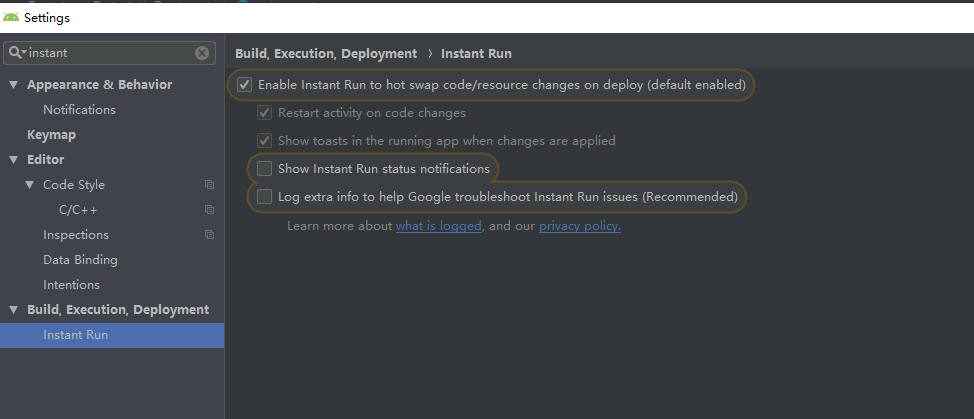 Settings
instant
Appearance & Behavior
Notifications
Keymap
Editor
Code Style
C/C++
Inspections
Data Binding
Intentions
Build, Execution, Deployment
Instant Run
Build, Execution, Deployment › Instant Run
Enable Instant Run to hot swap code/resource changes on deploy (default enabled)
Restart activity on code changes
Show toasts in the running app when changes are applied
Show Instant Run status notifications
Log extra info to help Google troubleshoot Instant Run issues (Recommended)
Learn more about what is logged, and our privacy policy.